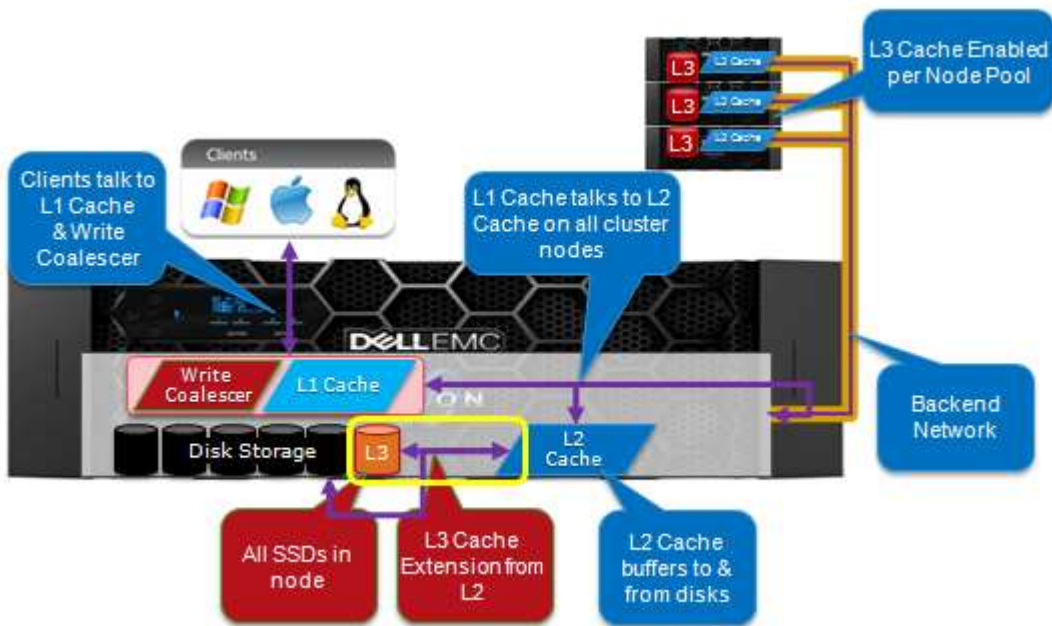 L3 Cache Enabled
per Node Pool
L3
L2 Cache
L3
L2 Cache
L3
L2 Cache
Clients
Clients talk to
L1 Cache
& Write
Coalescer
L1 Cache talks to L2
Cache on all cluster
nodes
DELLEMC
Write
Coalescer
L1 Cache
ON
Backend
Network
Disk Storage
L3
L2
Cache
All SSDs in
node
L3 Cache
Extension from
L2
L2 Cache
buffers to &
from disks